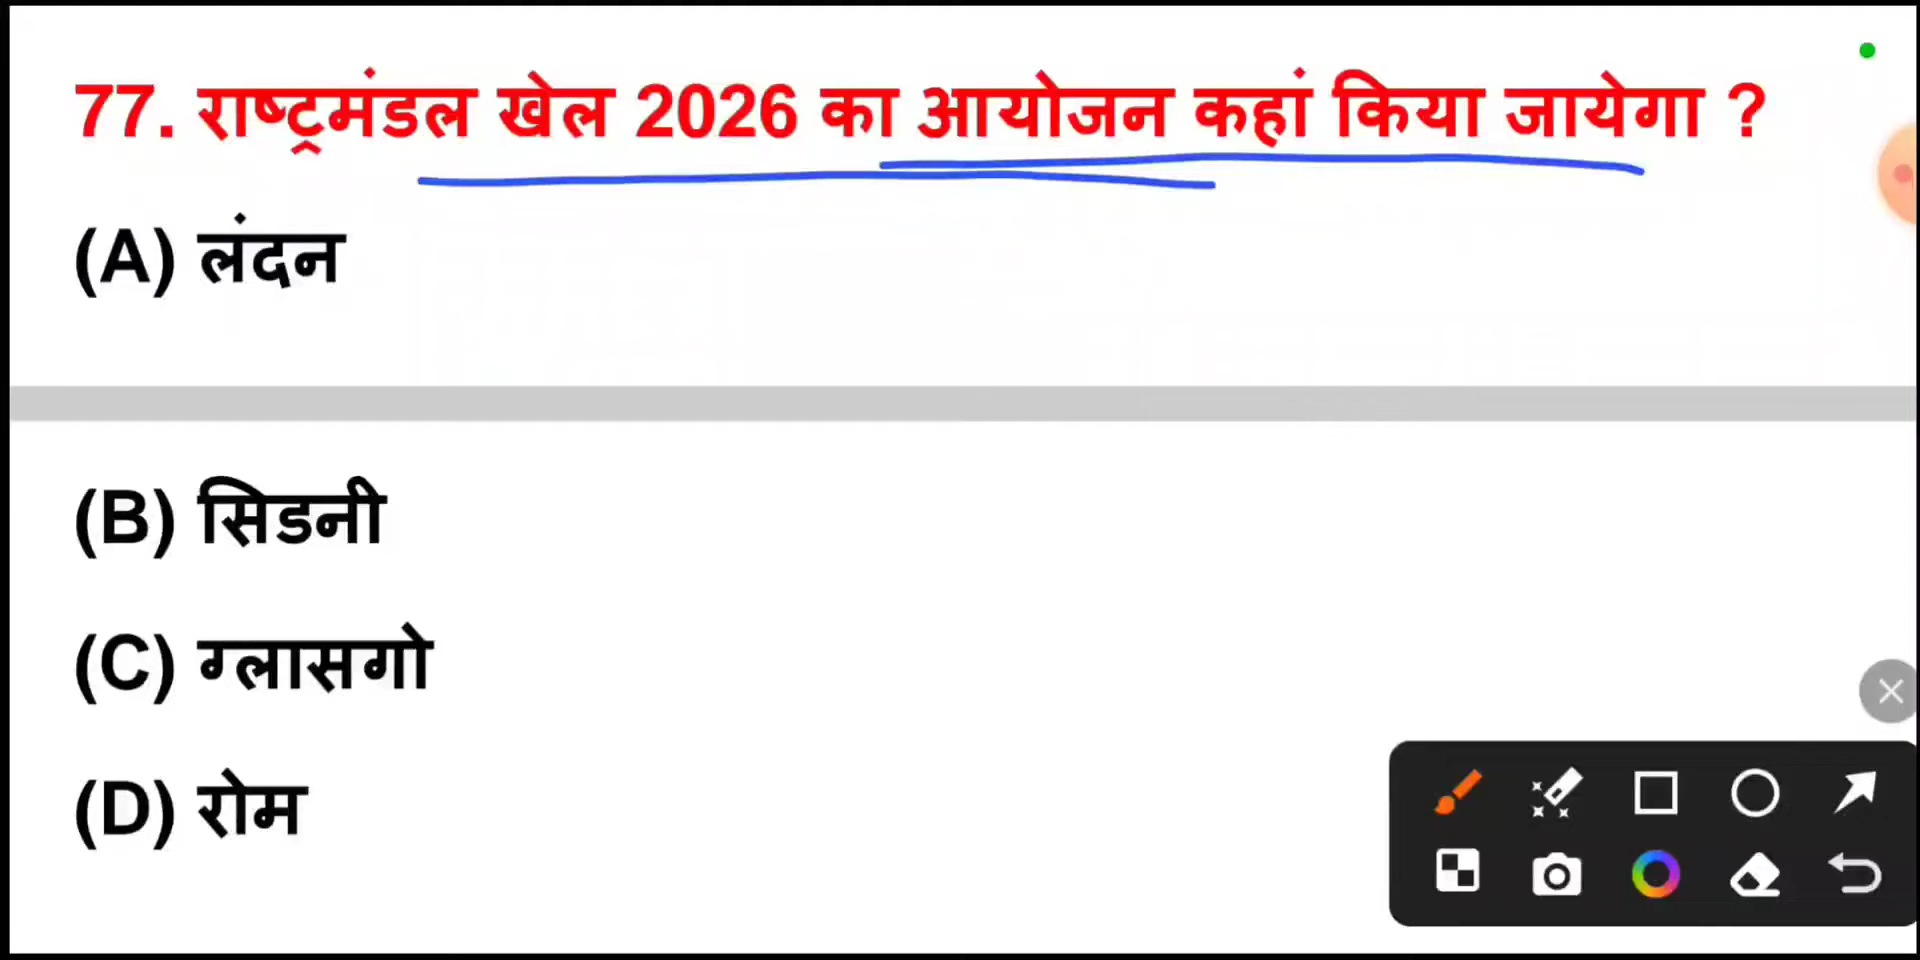 77. राष्ट्रमंडल खेल 2026 का आयोजन कहां किया जायेगा ?
(A) लंदन
(B) सिडनी
(C) ग्लासगो
(D) रोम